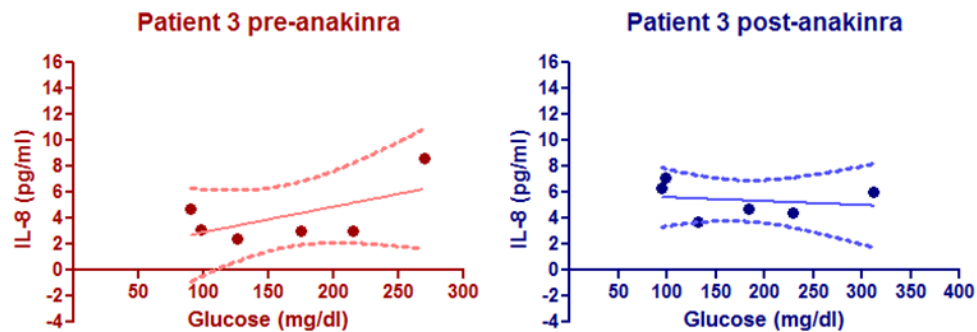 Patient 3 pre-anakinra
16
14
12
10
8
6
4
2
0
-2
-4
IL-8 (pg/ml)
50 100 150 200 250 300
Glucose (mg/dl)
Patient 3 post-anakinra
16
14
12
10
8
6
4
2
0
-2
-4
IL-8 (pg/ml)
50 100 150 200 250 300 350 400
Glucose (mg/dl)